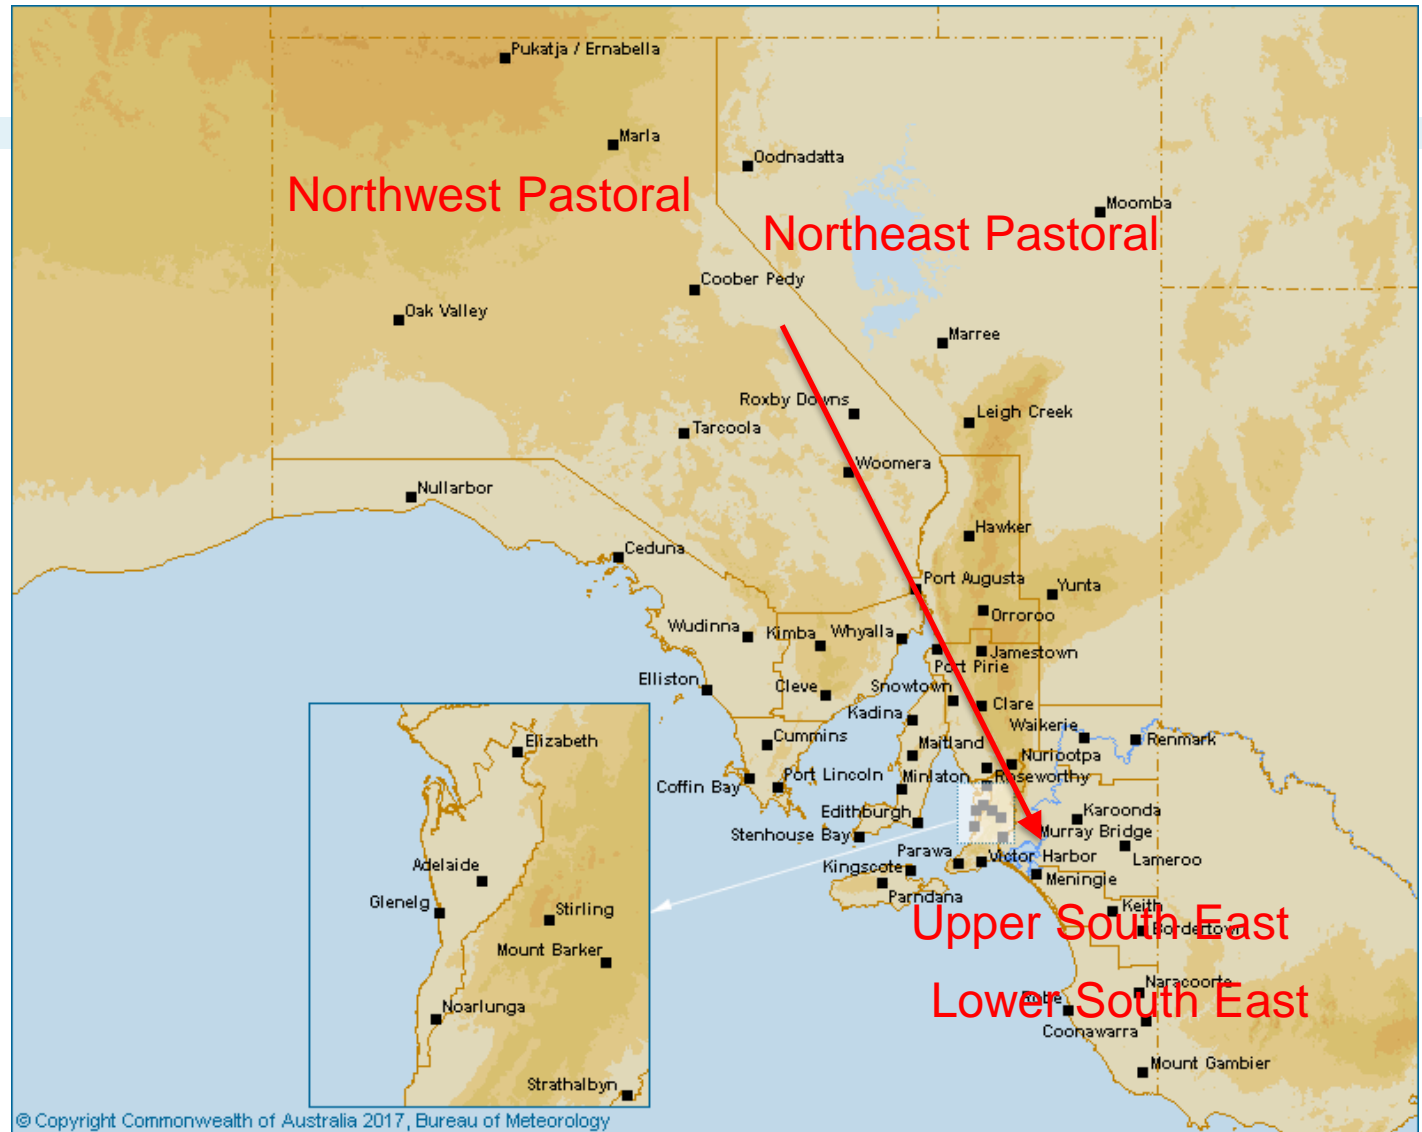 Pukatja / Ernabella
Marla
Oodnadatta
Northwest Pastoral
Moomba
Northeast Pastoral
Coober Pedy
Oak Valley
Marree
Roxby Downs
Leigh Creek
Tarcoola
Woomera
Nullarbor
Hawker
Ceduna
Port Augusta
Yunta
Orroroo
Wudinna
Kimba
Whyalla
Jamestown
Port Pirie
Elliston
Cleve
Snowtown
Clare
Kadina
Waikerie
Renmark
Cummins
Maitland
Nuriootpa
Elizabeth
Port Lincoln
Minlaton
Roseworthy
Coffin Bay
Edithburgh
Karoonda
Stenhouse Bay
Murray Bridge
Parawa
Victor Harbor
Lameroo
Kingscote
Meningie
Adelaide
Parndana
Glenelg
Stirling
Keith
Upper South East
Bordertown
Mount Barker
Naracoorte
Robe
Lower South East
Noarlunga
Coonawarra
Mount Gambier
Strathalbyn
© Copyright Commonwealth of Australia 2017, Bureau of Meteorology